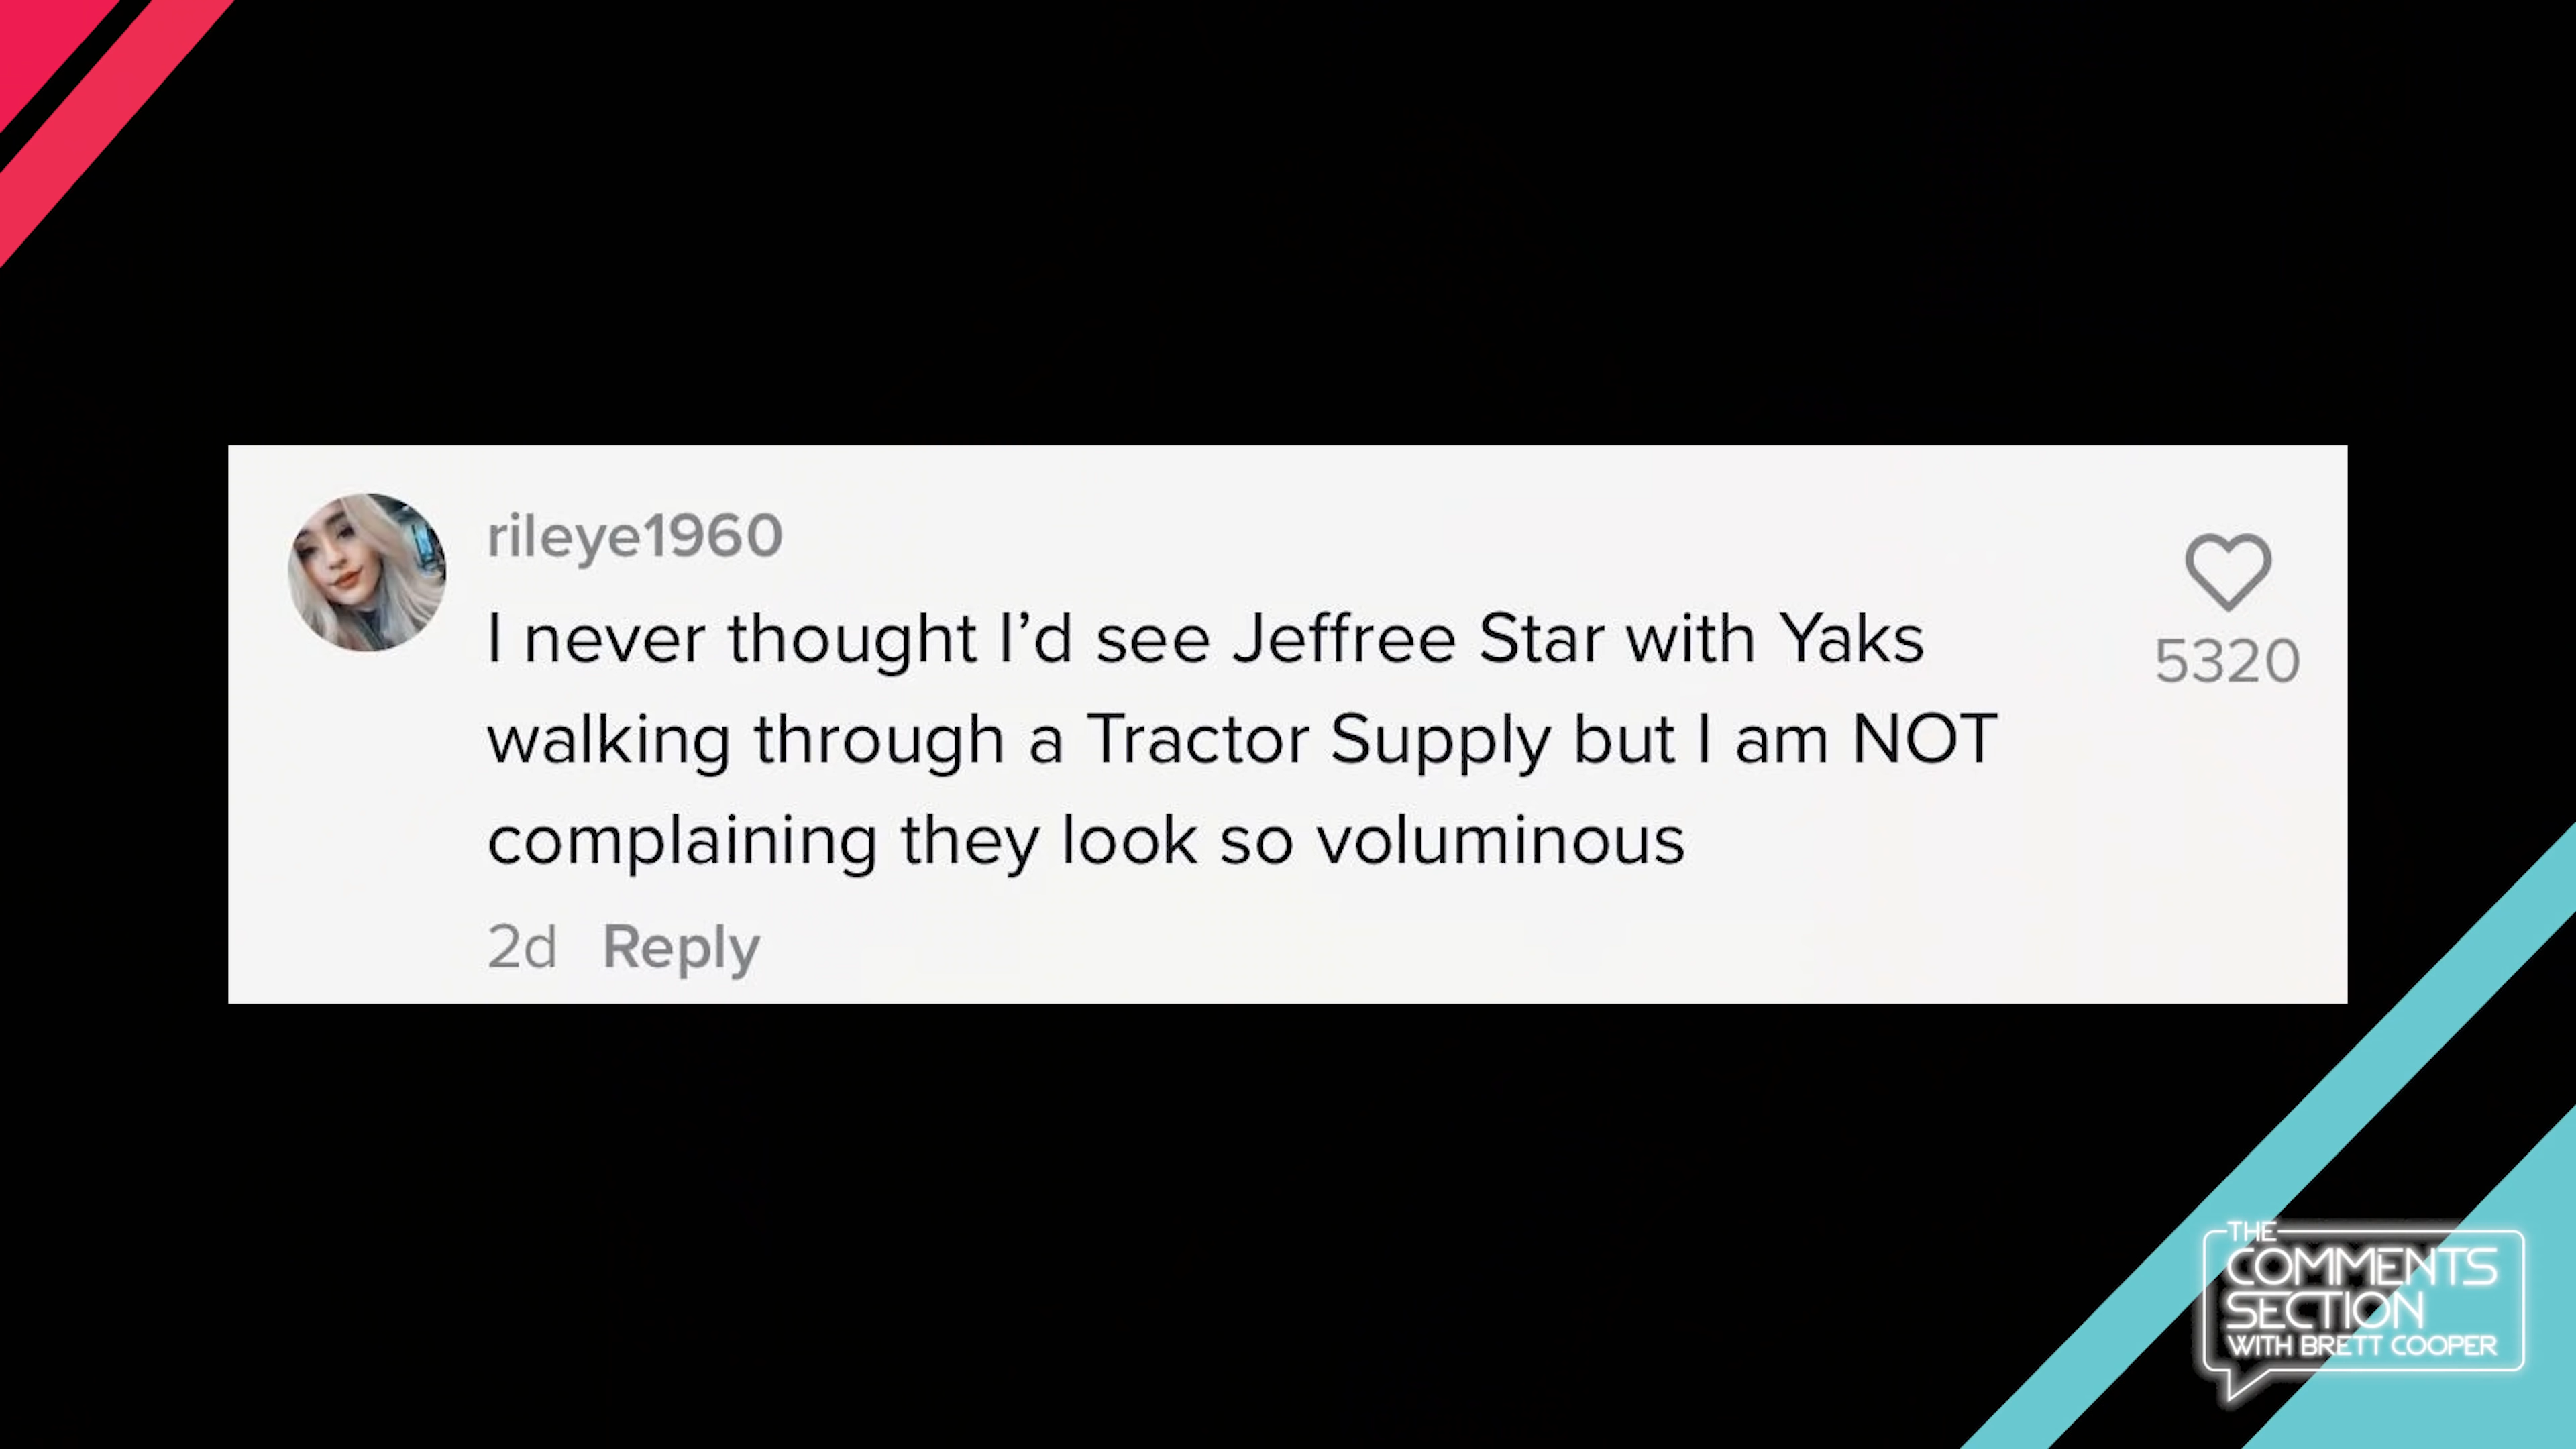 rileye1960
I never thought I’d see Jeffree Star with Yaks
walking through a Tractor Supply but I am NOT
complaining they look so voluminous
5320
2d Reply
THE
COMMENTS
SECTION
WITH BRETT COOPER